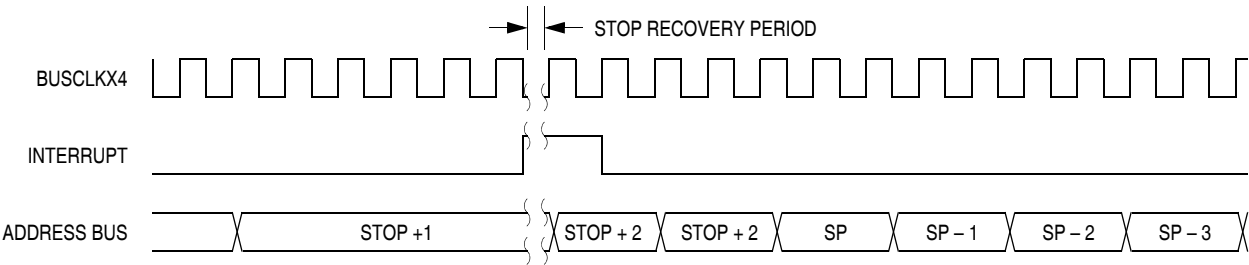 STOP RECOVERY PERIOD
BUSCLKX4
INTERRUPT
ADDRESS BUS STOP +1 STOP + 2 STOP + 2 SP SP – 1 SP – 2 SP – 3